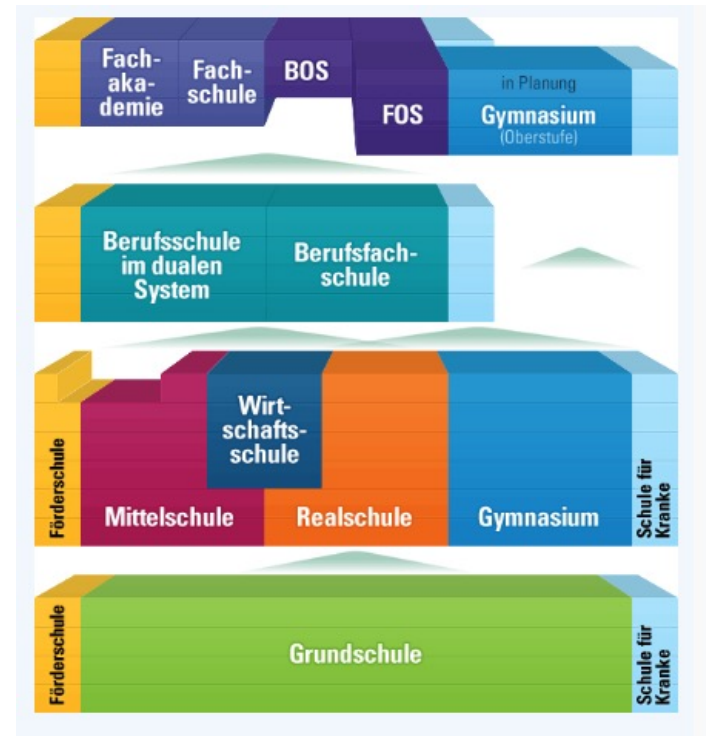 Fach-
aka-
demie
Fach-
schule
BOS
FOS
in Planung
Gymnasium
(Oberstufe)
Berufsschule
im dualen
System
Berufsfach-
schule
Förderschule
Mittelschule
Wirt-
schafts-
schule
Realschule
Gymnasium
Schule für
Kranke
Förderschule
Grundschule
Schule für
Kranke